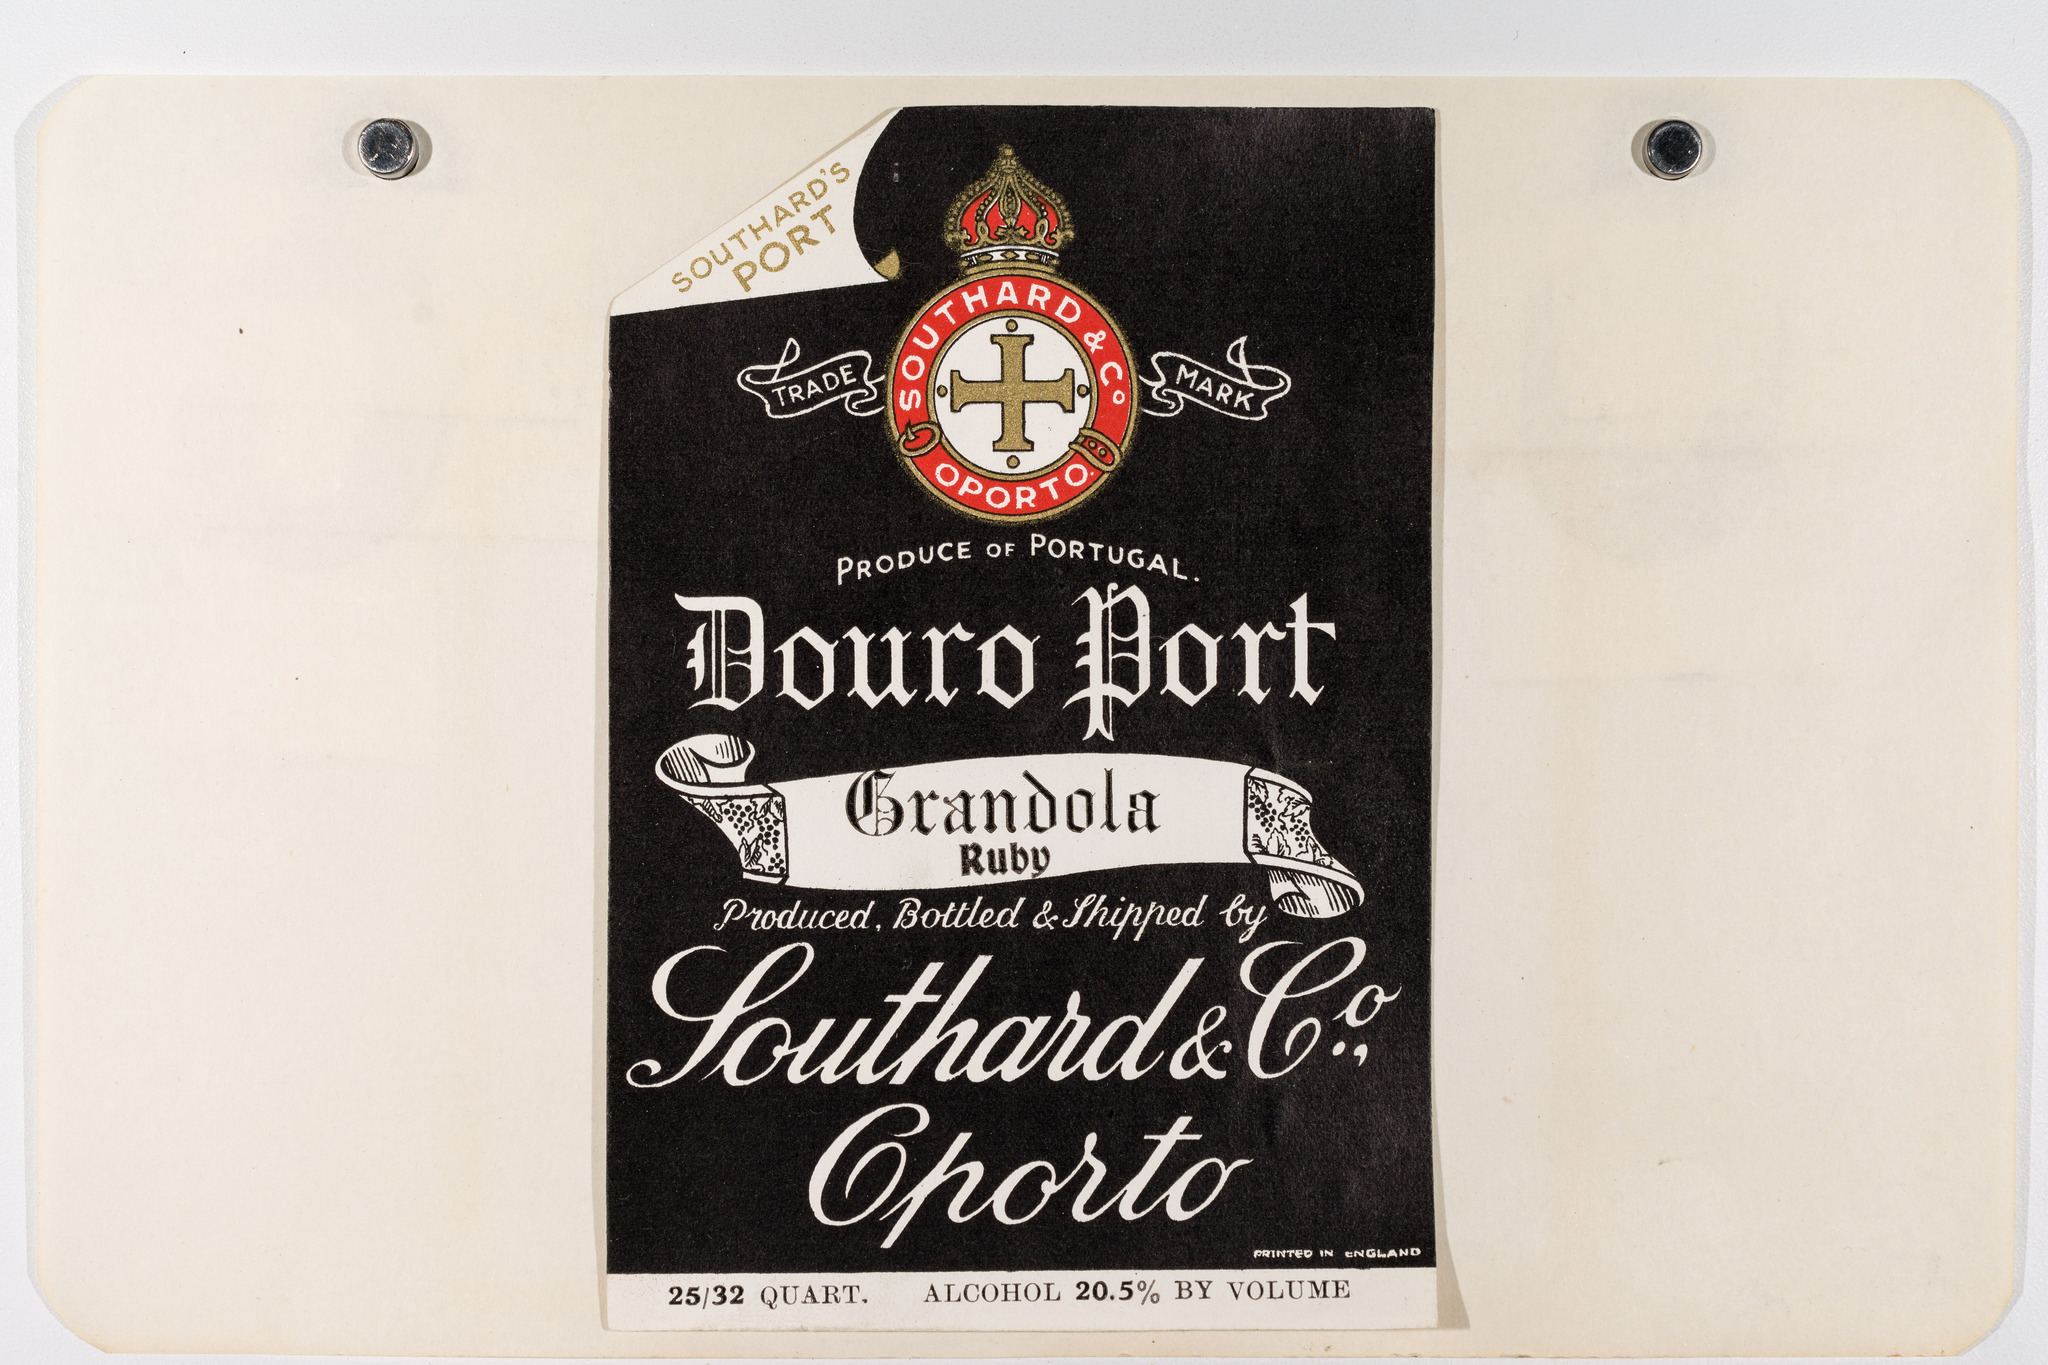 SOUTHARD'S
PORT
SOUTHARD & Co
OPORTO.
TRADE MARK
PRODUCE OF PORTUGAL.
Douro Port
Grandola
Ruby
Produced, Bottled & Shipped by
Southard & Co.,
Oporto
PRINTED IN ENGLAND
25/32 QUART. ALCOHOL 20.5% BY VOLUME